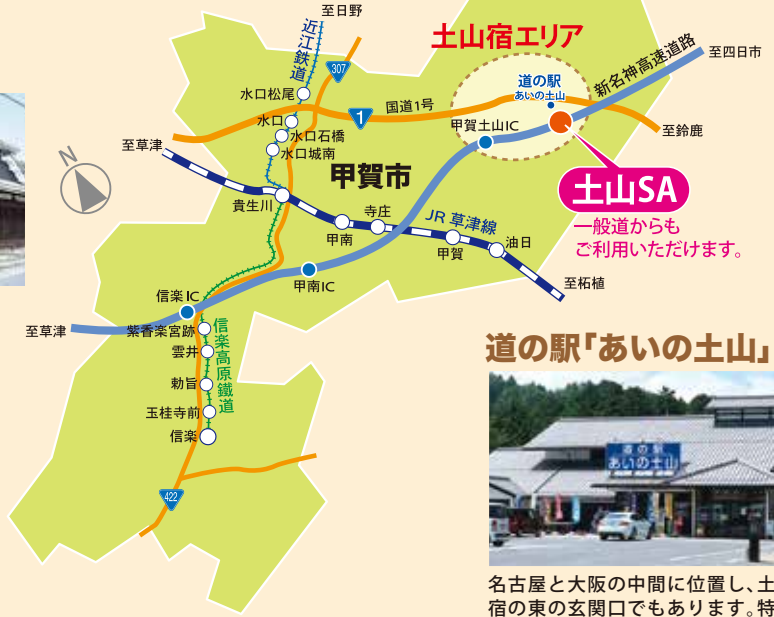 至日野
近江鉄道
307
土山宿エリア
新名神高速道路
至四日市
道の駅
あいの土山
水口松尾
国道1号
1
水口
甲賀土山IC
水口石橋
至鈴鹿
至草津
水口城南
N
甲賀市
土山SA
貴生川
寺庄
JR 草津線
一般道からも
ご利用いただけます。
甲南
甲賀
油日
至柘植
甲南IC
信楽IC
至草津
紫香楽宮跡
信楽高原鐵道
雲井
勅旨
玉桂寺前
信楽
422
道の駅「あいの土山」
道の駅
あいの土山
名古屋と大阪の中間に位置し、土
宿の東の玄関口でもあります。特